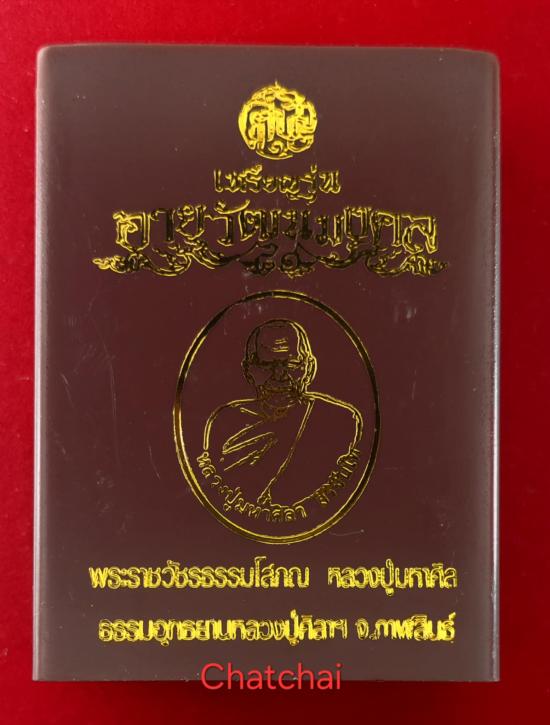 เหรียญรุ่น
อายุวัฒนมงคล
หลวงปู่มหาศิลา สิริจันโท
พระราชวัชรธรรมโสภณ หลวงปู่มหาศิล
ธรรมอุทธยานหลวงปู่ศิลาฯ จ.กาฬสินธุ์
Chatchai